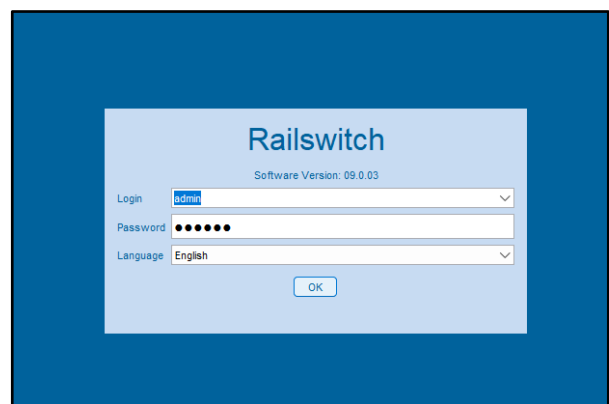 Railswitch
Software Version: 09.0.03
Login admin
Password ●●●●●●
Language English
OK